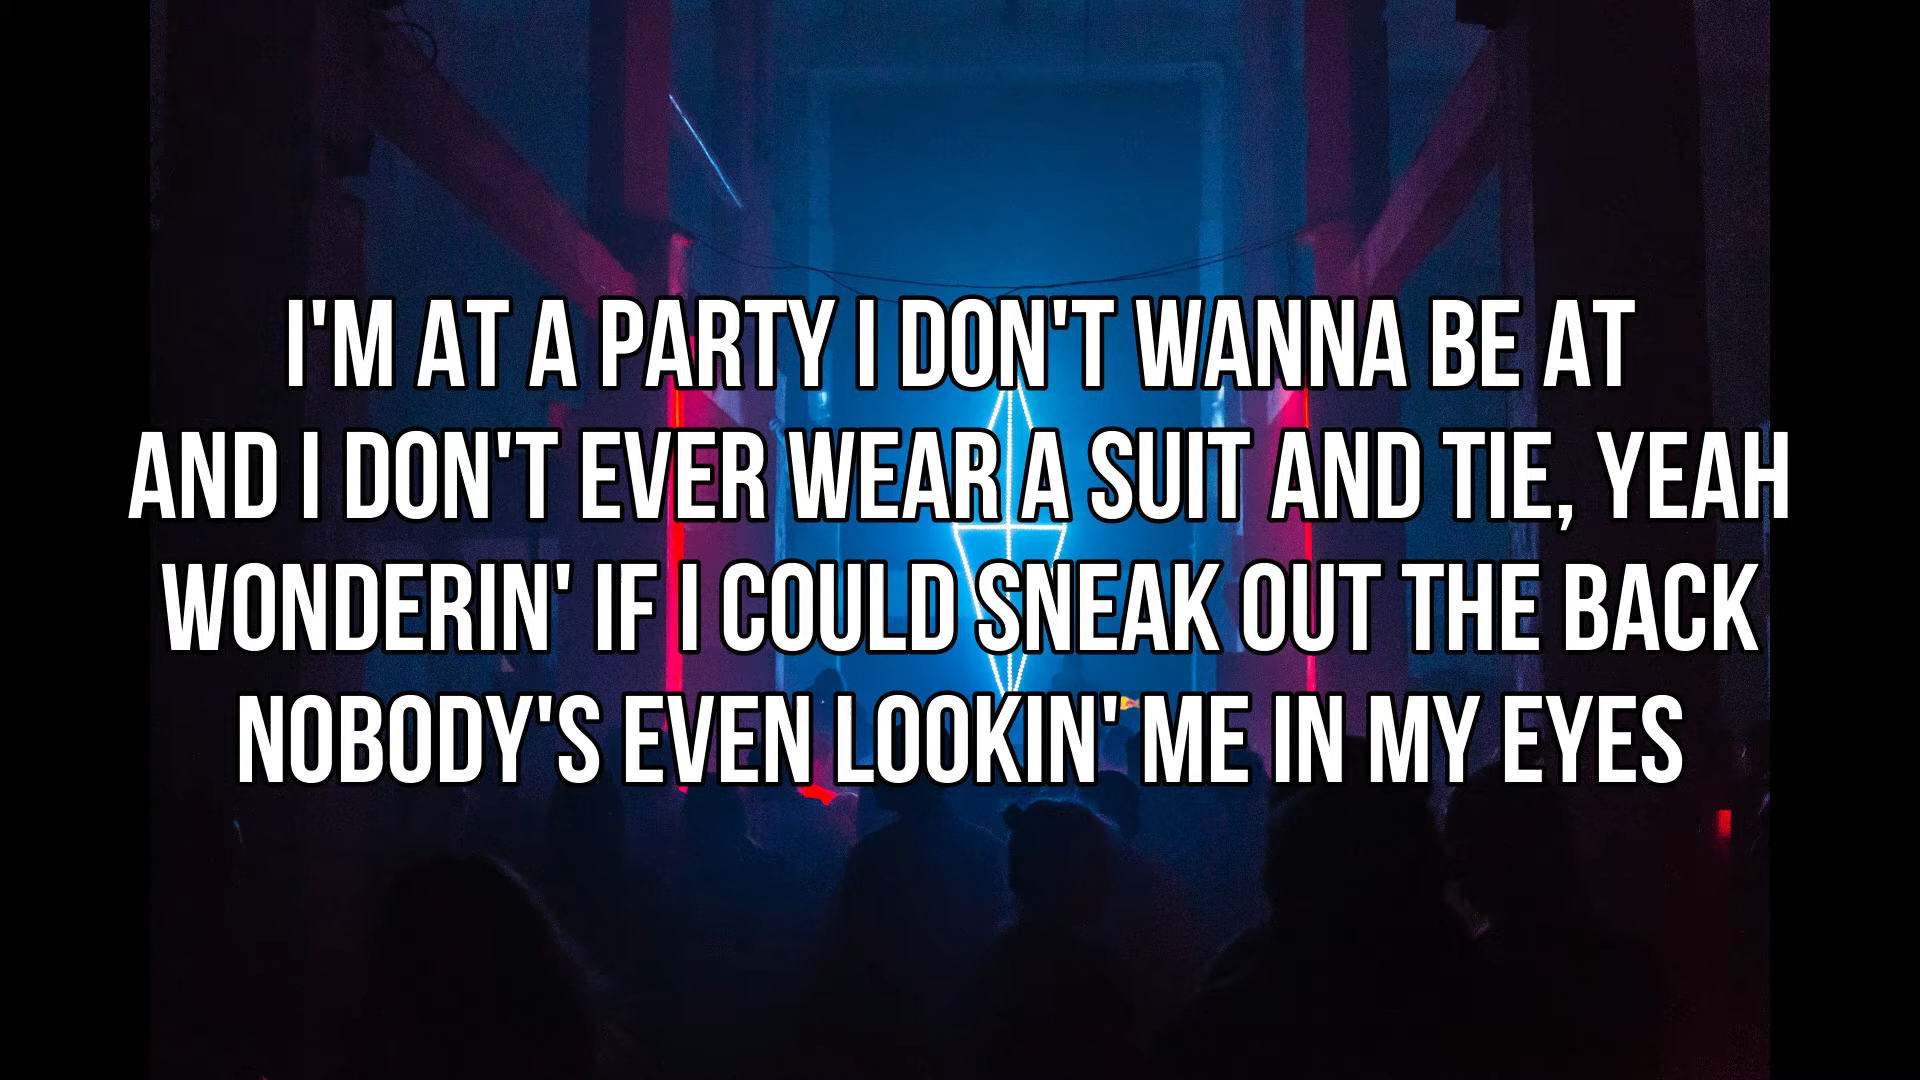 I'M AT A PARTY I DON'T WANNA BE AT
AND I DON'T EVER WEAR A SUIT AND TIE, YEAH
WONDERIN' IF I COULD SNEAK OUT THE BACK
NOBODY'S EVEN LOOKIN' ME IN MY EYES